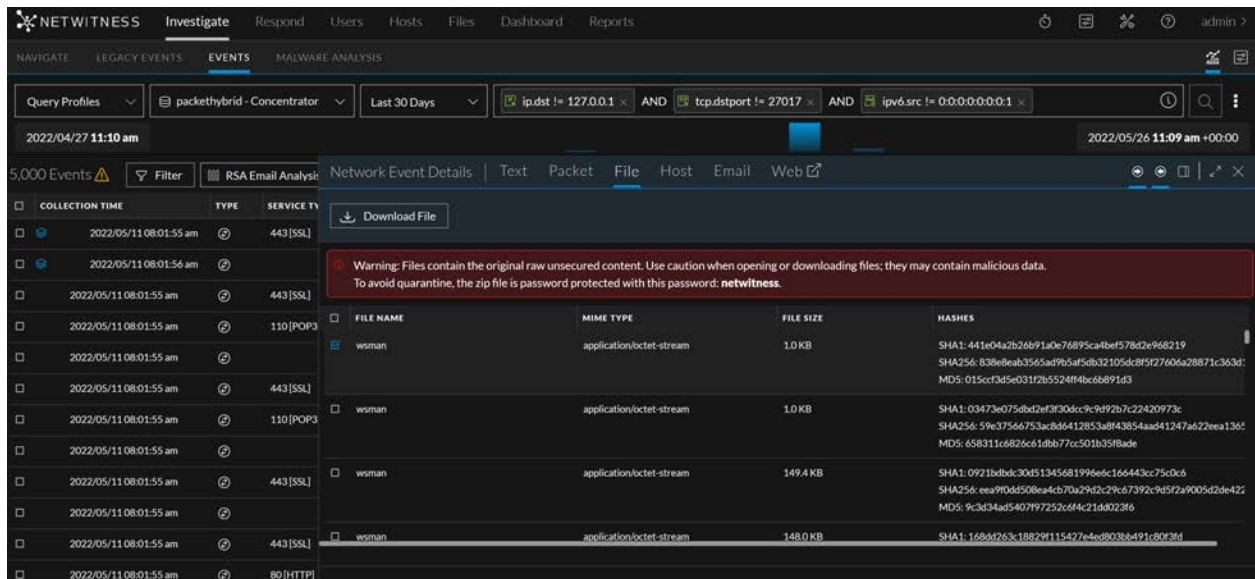 NETWITNESS Investigate Respond Users Hosts Files Dashboard Reports admin >
NAVIGATE LEGACY EVENTS EVENTS MALWARE ANALYSIS
Query Profiles packethybrid - Concentrator Last 30 Days ip.dst != 127.0.0.1 × AND tcp.dstport != 27017 × AND ipv6.src != 0:0:0:0:0:0:0:1 ×
2022/04/27 11:10 am 2022/05/26 11:09 am +00:00
5,000 Events Filter RSA Email Analysis Network Event Details | Text Packet File Host Email Web
COLLECTION TIME TYPE SERVICE TY
Download File
2022/05/11 08:01:55 am 443 [SSL]
2022/05/11 08:01:56 am
Warning: Files contain the original raw unsecured content. Use caution when opening or downloading files; they may contain malicious data.
To avoid quarantine, the zip file is password protected with this password: netwitness.
2022/05/11 08:01:55 am 443 [SSL]
FILE NAME MIME TYPE FILE SIZE HASHES
2022/05/11 08:01:55 am 110 [POP3
wsman application/octet-stream 1.0 KB SHA1: 441e04a2b26b91a0e76895ca4bef578d2e968219
2022/05/11 08:01:55 am
SHA256: 838e8eab3565ad9b5af5db32105dc8f5f27606a28871c363d
MD5: 015ccf3d5e031f2b5524ff4bc6b891d3
2022/05/11 08:01:55 am 443 [SSL]
wsman application/octet-stream 1.0 KB SHA1: 03473e075dbd2ef3f30dcc9c9d92b7c22420973c
2022/05/11 08:01:55 am 110 [POP3
SHA256: 59e37566753ac8d6412853a8f43854aad41247a622eea1365
MD5: 658311c6826c61dbb77cc501b35f8ade
2022/05/11 08:01:55 am
wsman application/octet-stream 149.4 KB SHA1: 0921bdbdc30d51345681996e6c166443cc75c0c6
2022/05/11 08:01:55 am 443 [SSL]
SHA256: eea9f0dd508ea4cb70a29d2c29c67392c9d5f2a9005d2de422
MD5: 9c3d34ad5407f97252c6f4c21dd023f6
2022/05/11 08:01:55 am
wsman application/octet-stream 148.0 KB SHA1: 168dd263c18829f115427e4ed803bb491c80f3fd
2022/05/11 08:01:55 am 443 [SSL]
2022/05/11 08:01:55 am 80 [HTTP]